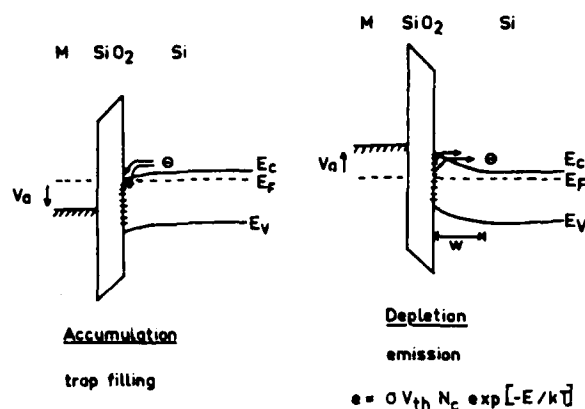 M SiO2 Si
Θ
EC
EF
EV
Va
Accumulation
trap filling
M SiO2 Si
Θ
EC
EF
EV
Va
W
Depletion
emission
e = σ Vth Nc exp[-E/kT]